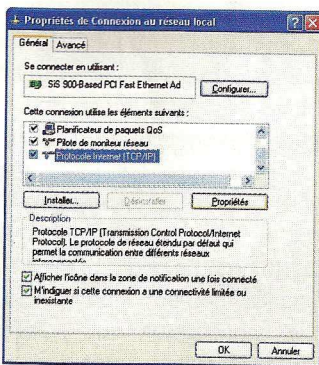 Propriétés de Connexion au réseau local
Général Avancé
Se connecter en utilisant :
SiS 900-Based PCI Fast Ethernet Ad
Configurer...
Cette connexion utilise les éléments suivants :
Planificateur de paquets QoS
Pilote de moniteur réseau
Protocole Internet (TCP/IP)
Installer... Désinstaller Propriétés
Description
Protocole TCP/IP (Transmission Control Protocol/Internet
Protocol). Le protocole de réseau étendu par défaut qui
permet la communication entre différents réseaux
Afficher l'icône dans la zone de notification une fois connecté
M'indiquer si cette connexion a une connectivité limitée ou
inexistante
OK Annuler